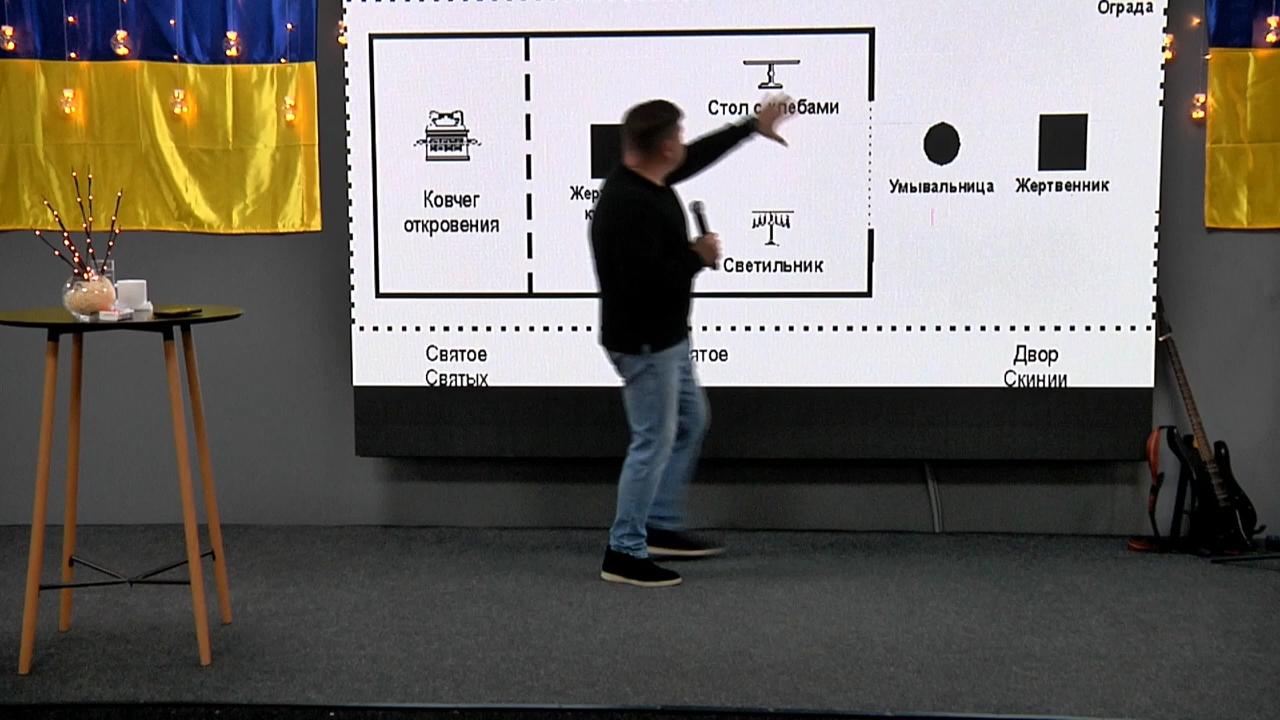 Ограда
Стол с хлебами
Умывальница
Жертвенник
Ковчег
откровения
Светильник
Святое
Святых
Двор
Скинии